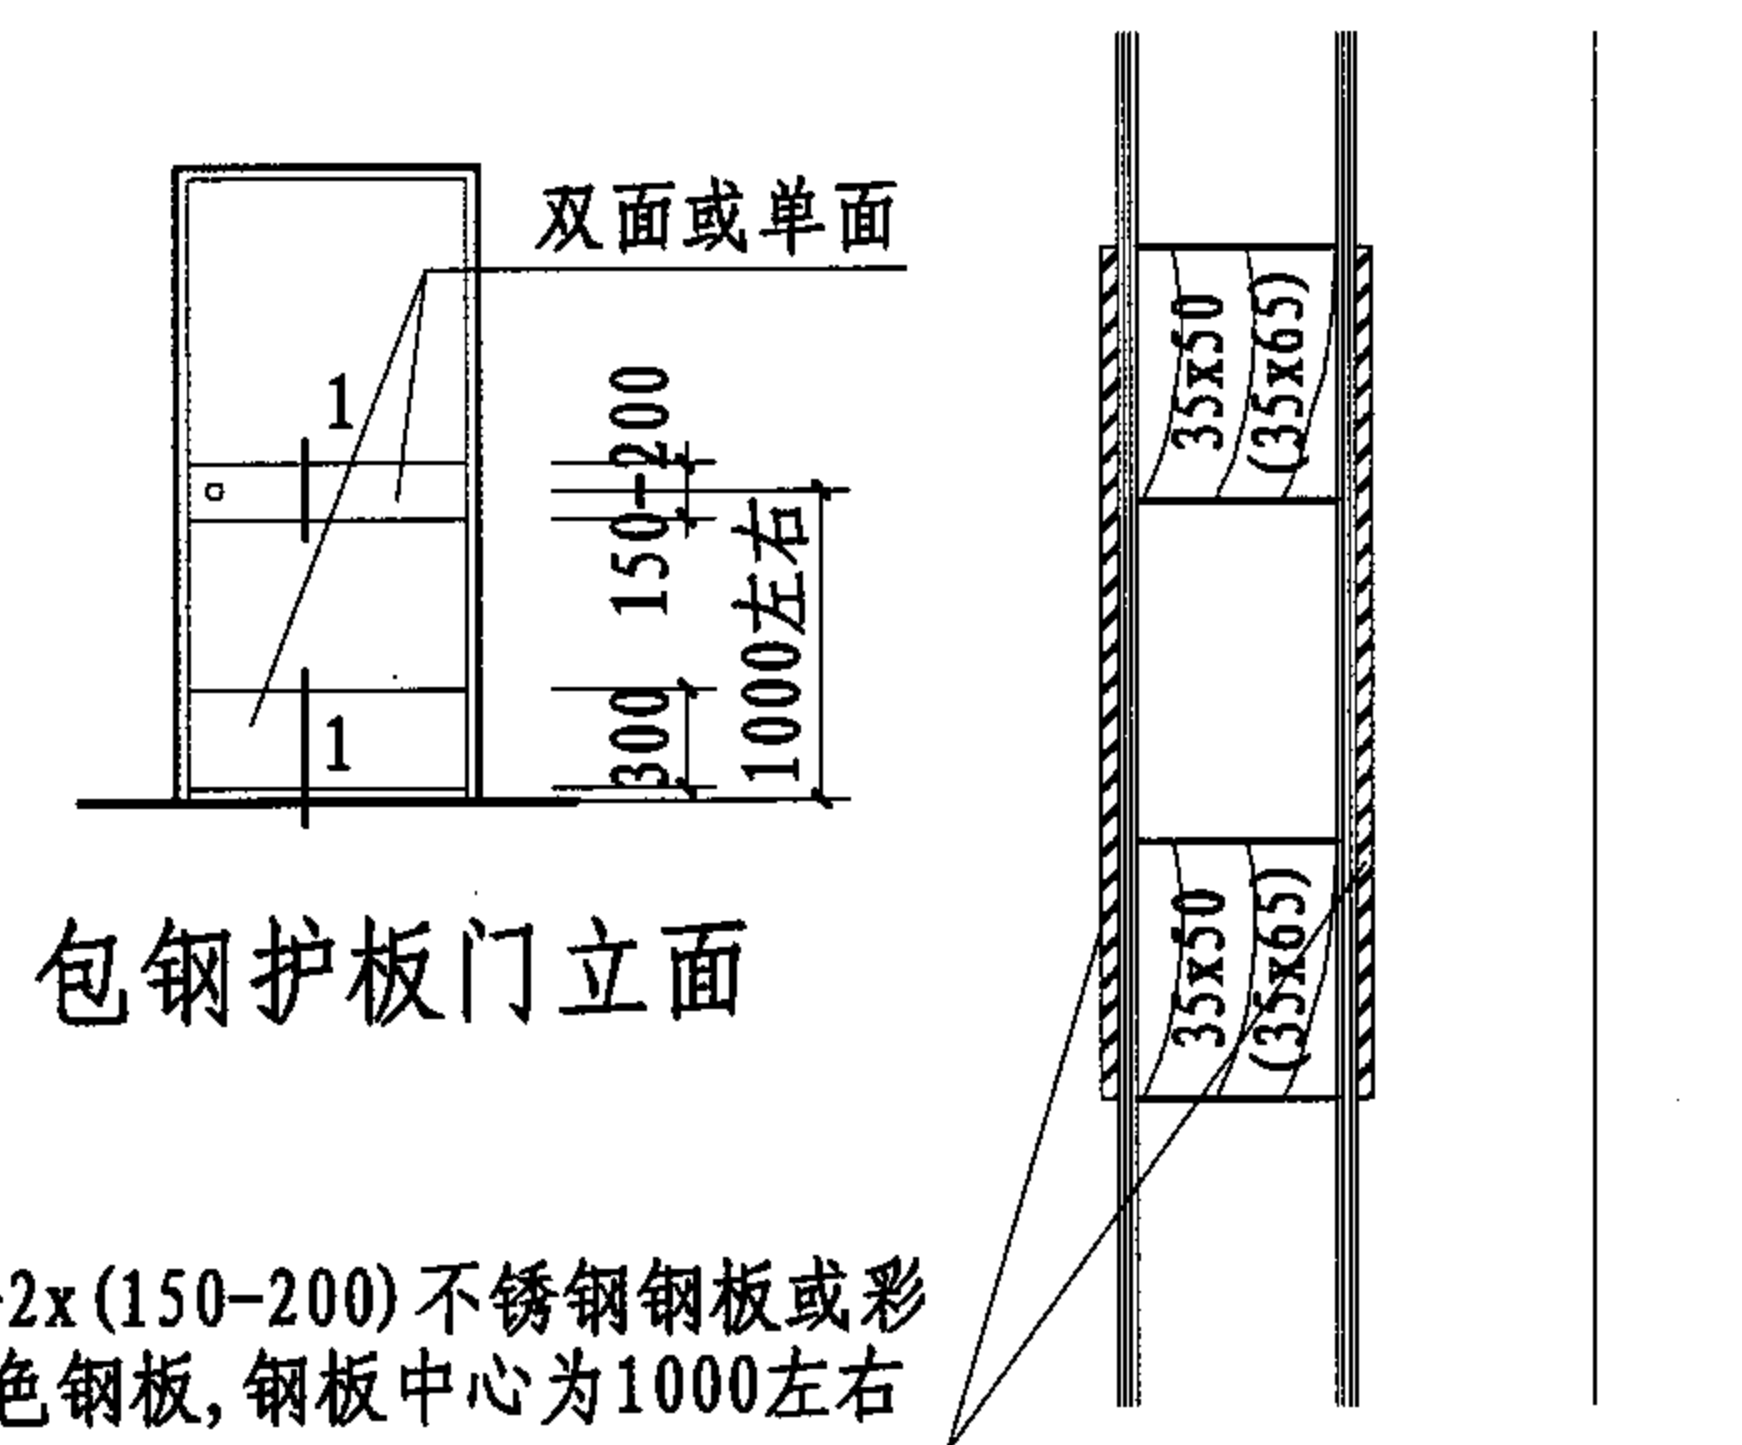 双面或单面
1
150-200
1000左右
300
1
包钢护板门立面
-2x(150-200)不锈钢钢板或彩
色钢板,钢板中心为1000左右
35x50
(35x65)
35x50
(35x65)